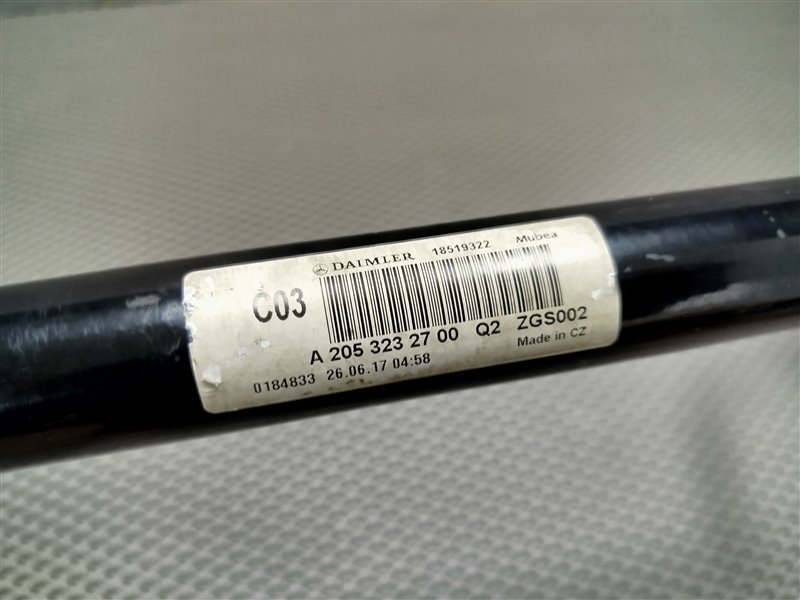 DAIMLER 18519322 Mubea
C03
A 205 323 27 00 Q2 ZGS002
Made in CZ
0184833 26.06.17 04:58